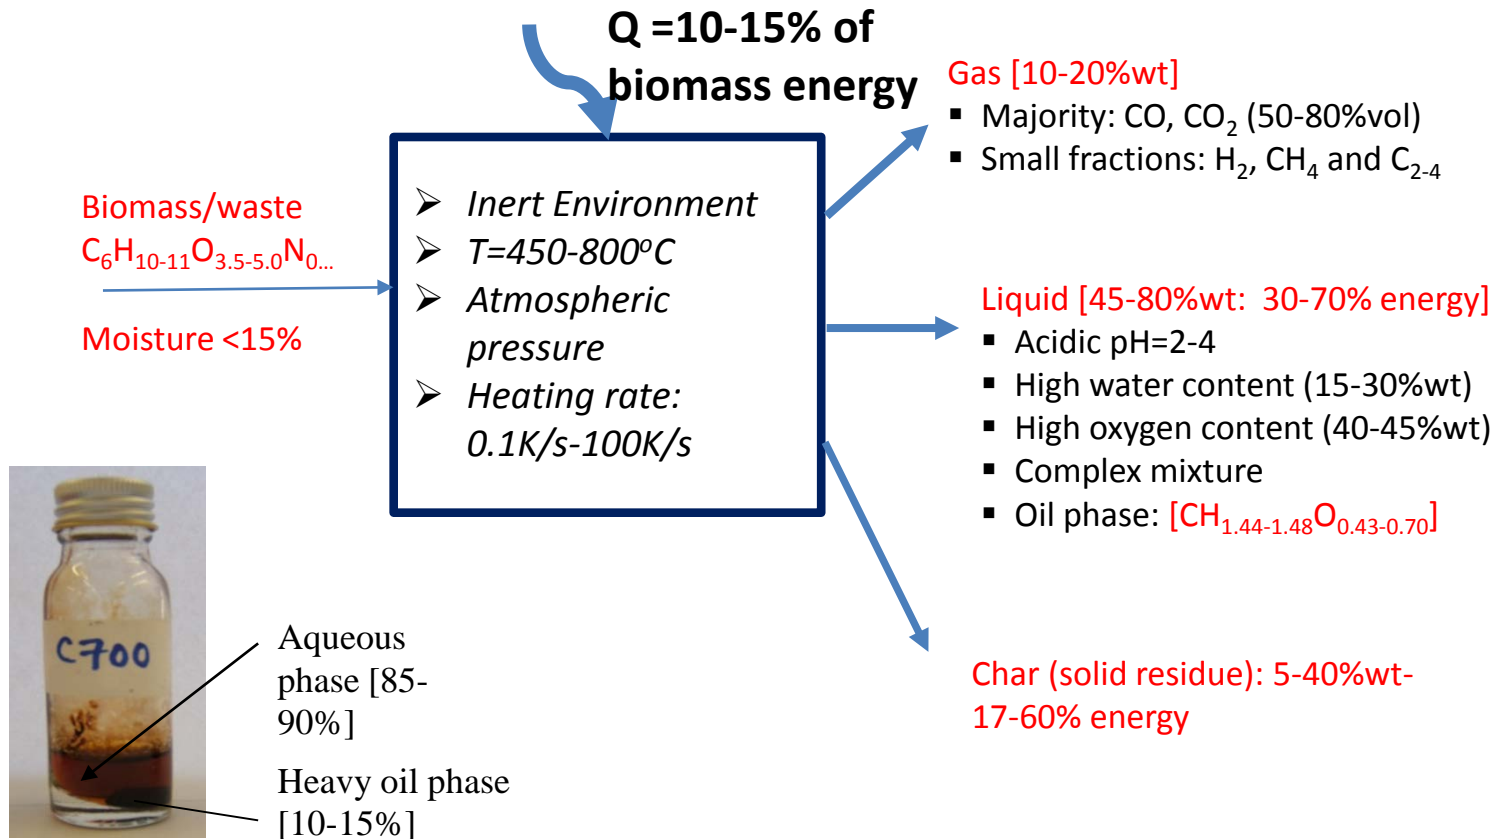 Q =10-15% of
biomass energy
Biomass/waste
C₆H₁₀₋₁₁O₃.₅₋₅.₀N₀...
Moisture <15%
➢ Inert Environment
➢ T=450-800ºC
➢ Atmospheric
pressure
➢ Heating rate:
0.1K/s-100K/s
Gas [10-20%wt]
▪ Majority: CO, CO₂ (50-80%vol)
▪ Small fractions: H₂, CH₄ and C₂₋₄
Liquid [45-80%wt: 30-70% energy]
▪ Acidic pH=2-4
▪ High water content (15-30%wt)
▪ High oxygen content (40-45%wt)
▪ Complex mixture
▪ Oil phase: [CH₁.₄₄₋₁.₄₈O₀.₄₃₋₀.₇₀]
Char (solid residue): 5-40%wt-
17-60% energy
C700
Aqueous
phase [85-
90%]
Heavy oil phase
[10-15%]